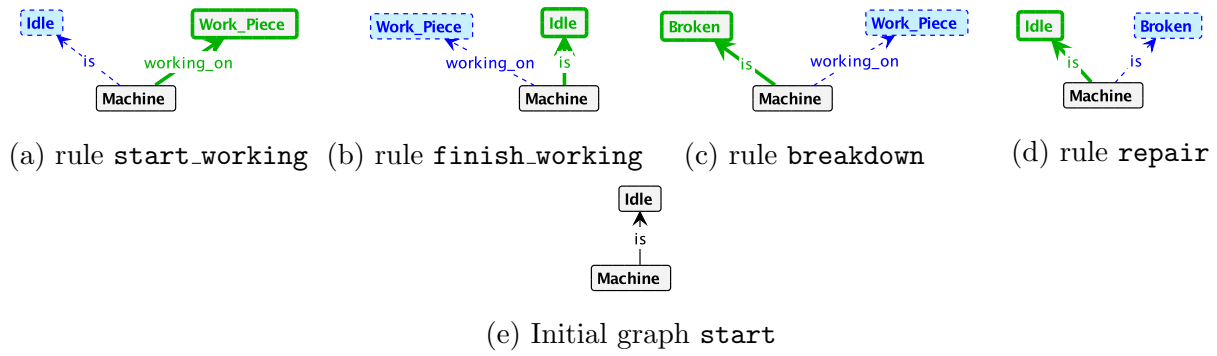 Idle Work_Piece
is working_on
Machine
Work_Piece Idle
working_on is
Machine
Broken Work_Piece
is working_on
Machine
Idle Broken
is is
Machine
(a) rule start_working (b) rule finish_working (c) rule breakdown (d) rule repair
Idle
is
Machine
(e) Initial graph start